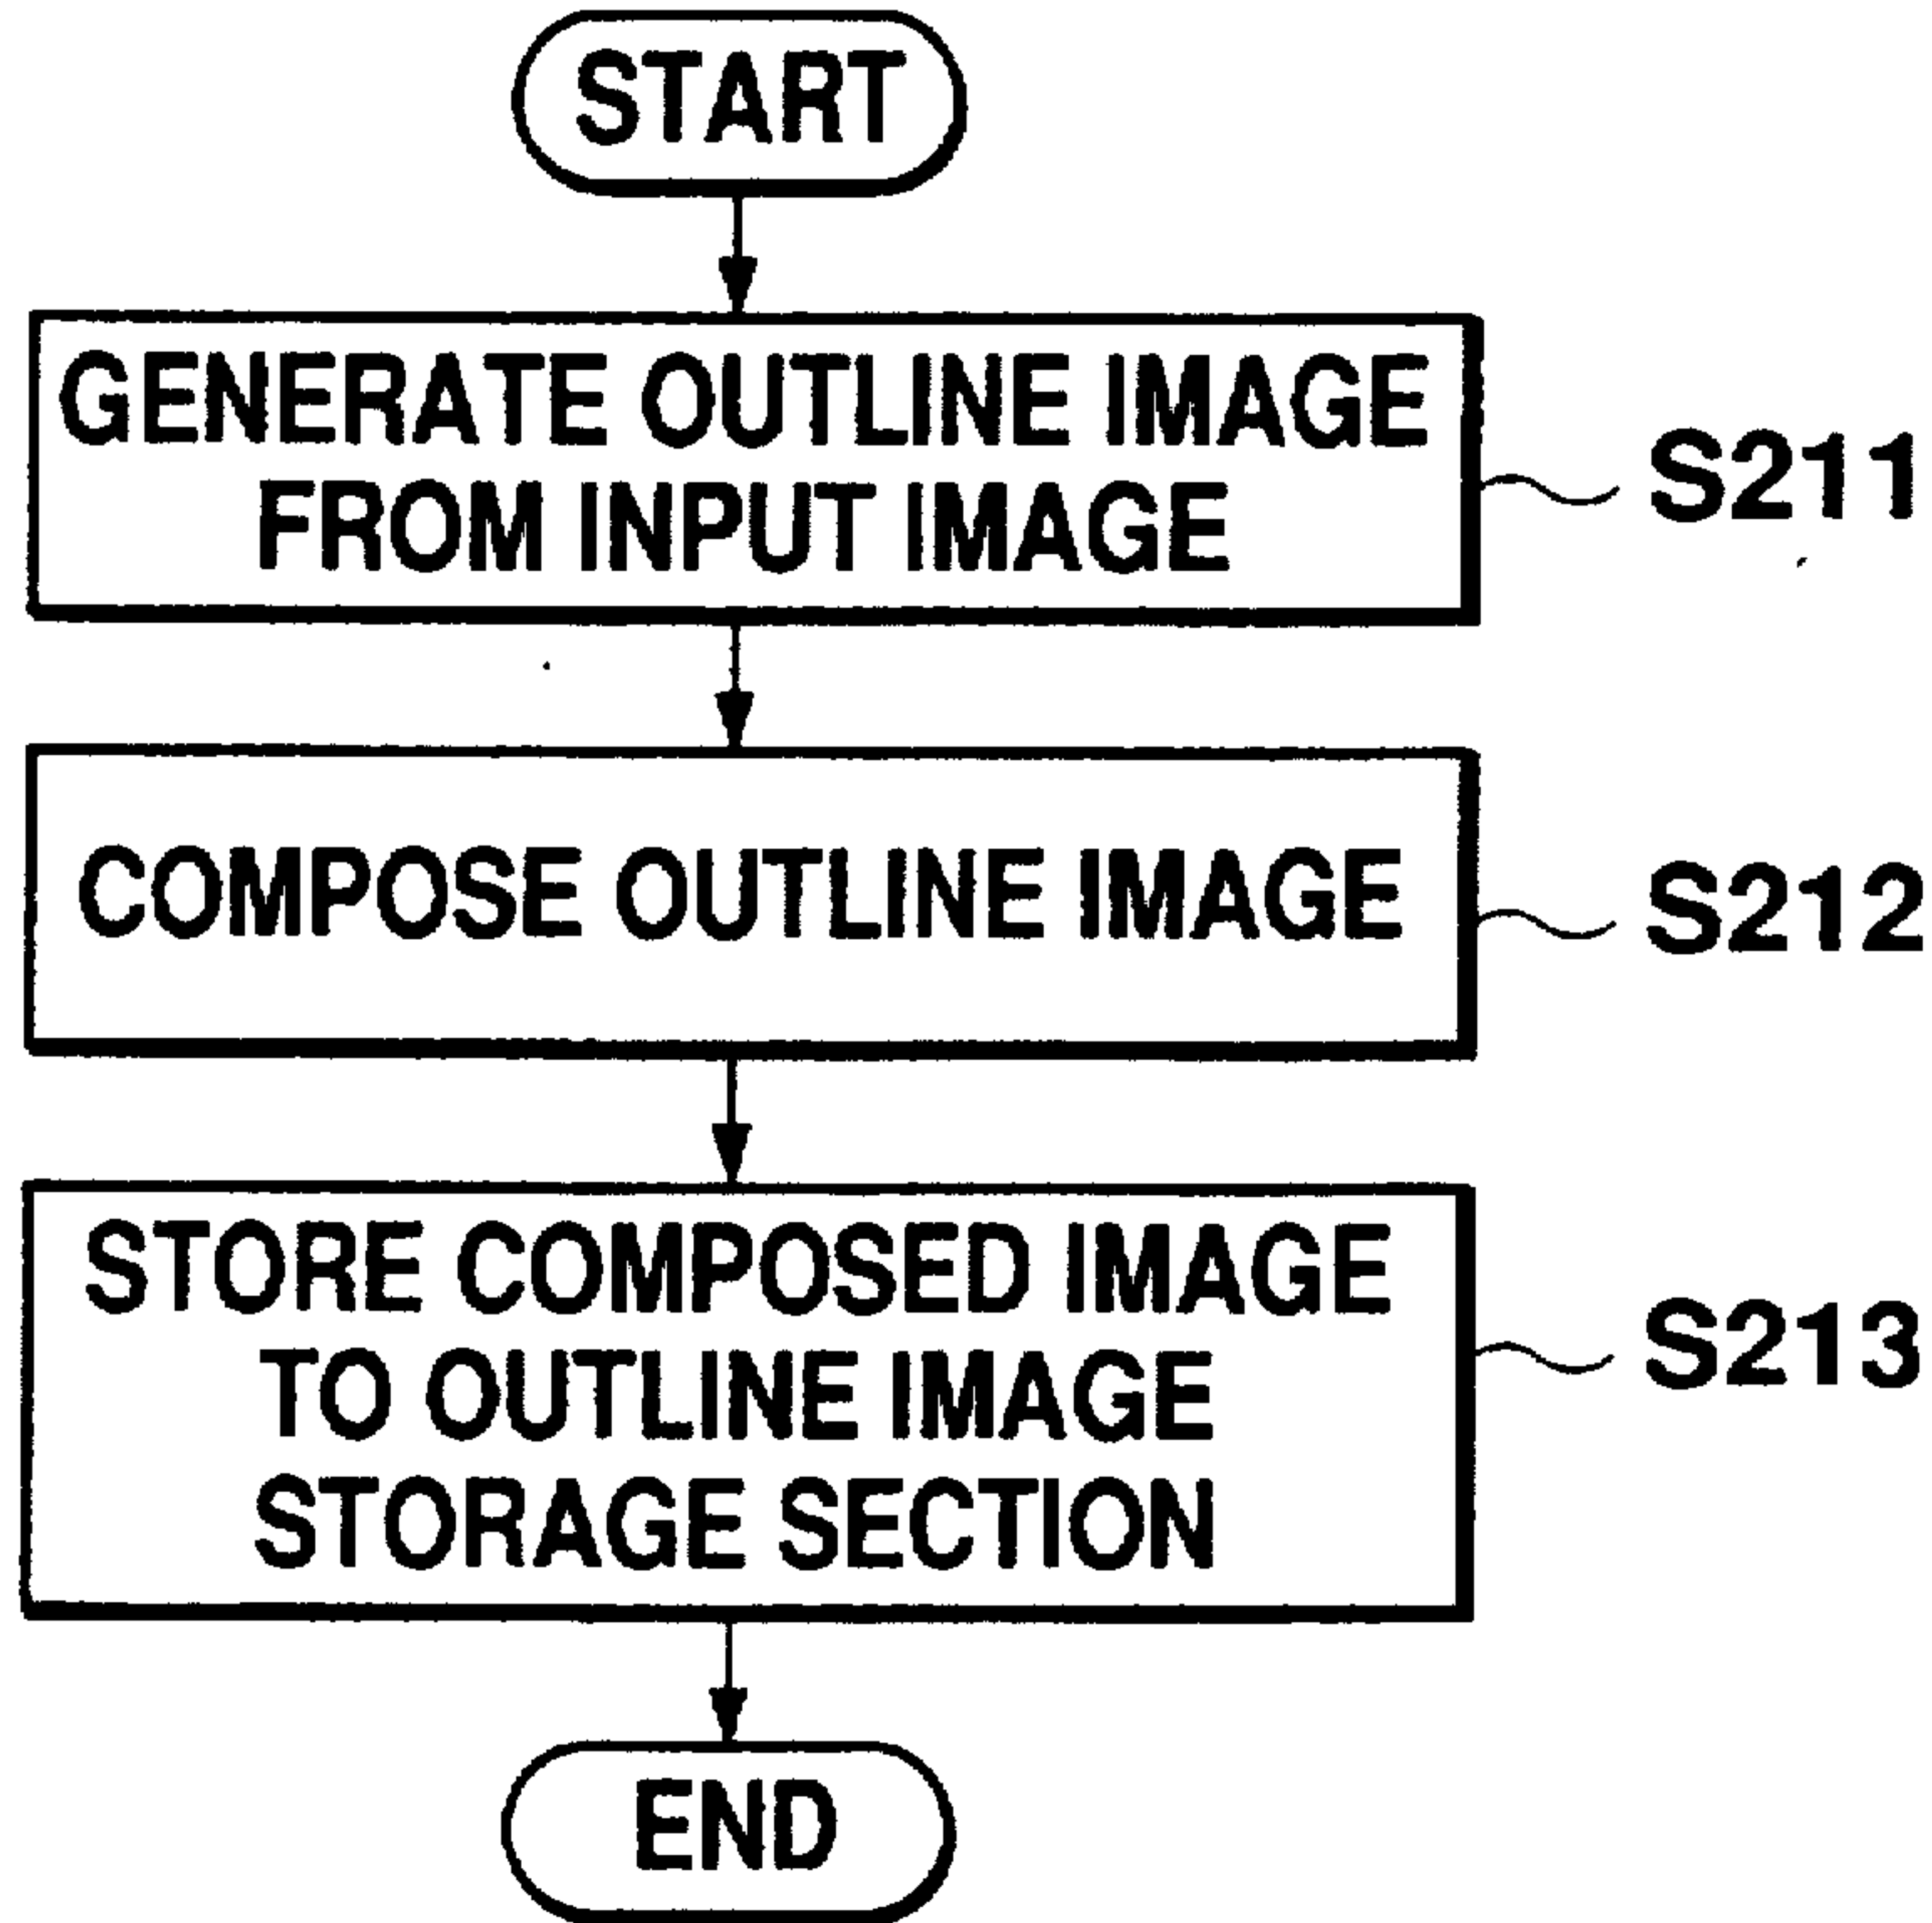 START
GENERATE OUTLINE IMAGE
FROM INPUT IMAGE
S211
COMPOSE OUTLINE IMAGE
S212
STORE COMPOSED IMAGE
TO OUTLINE IMAGE
STORAGE SECTION
S213
END